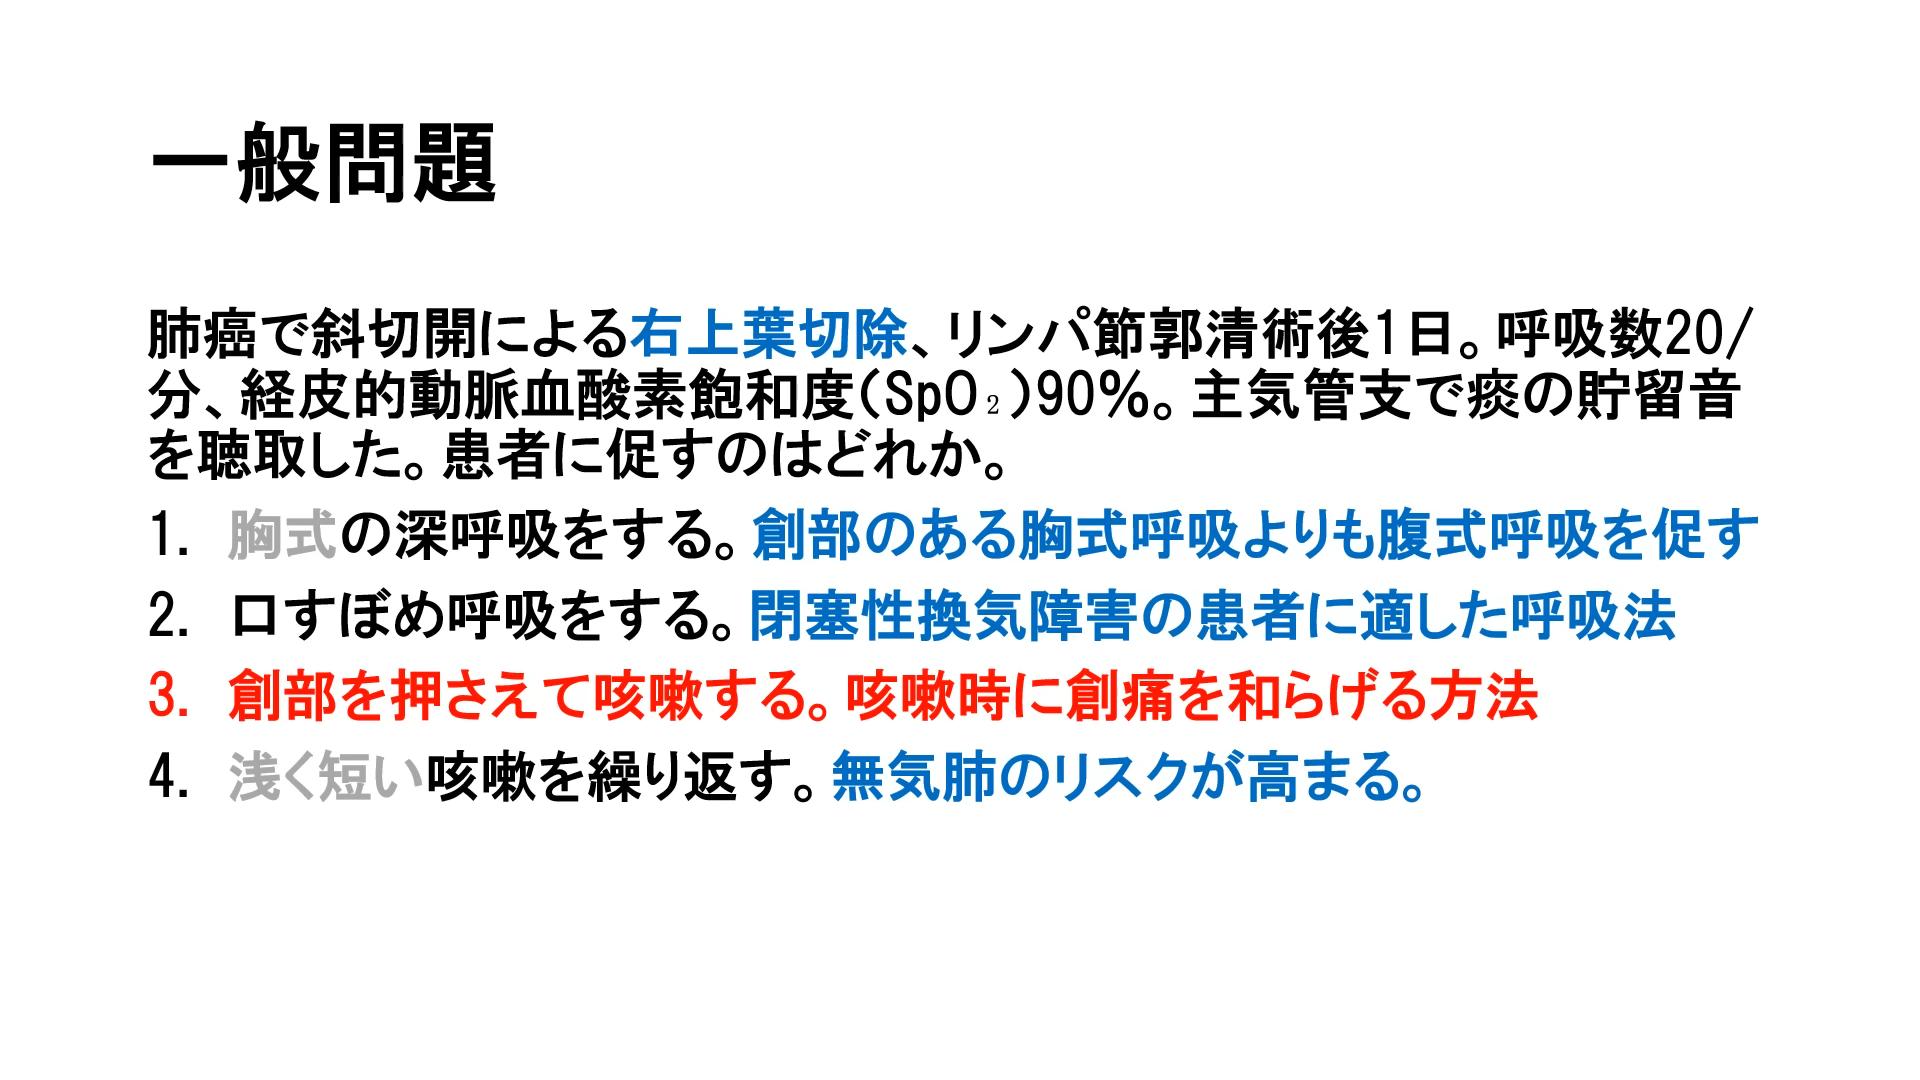 一般問題
肺癌で斜切開による右上葉切除、リンパ節郭清術後1日。呼吸数20/
分、経皮的動脈血酸素飽和度（SpO₂）90％。主気管支で痰の貯留音
を聴取した。患者に促すのはどれか。
1. 胸式の深呼吸をする。創部のある胸式呼吸よりも腹式呼吸を促す
2. 口すぼめ呼吸をする。閉塞性換気障害の患者に適した呼吸法
3. 創部を押さえて咳嗽する。咳嗽時に創痛を和らげる方法
4. 浅く短い咳嗽を繰り返す。無気肺のリスクが高まる。